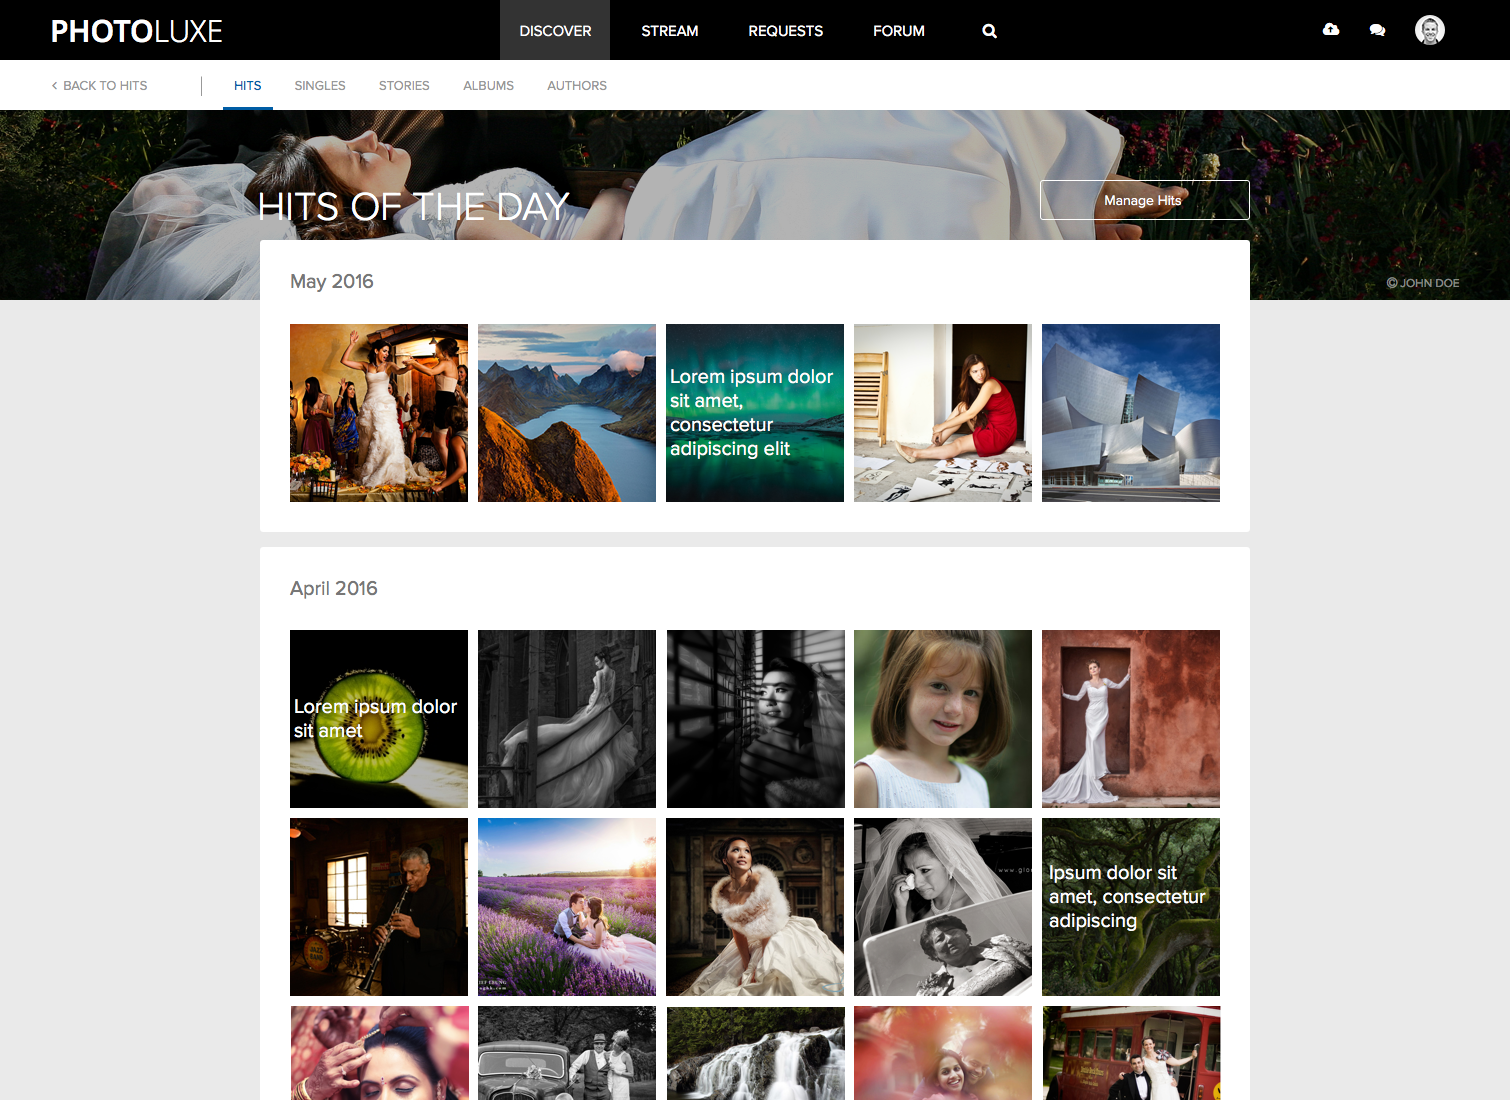 PHOTOLUXE
DISCOVER
STREAM
REQUESTS
FORUM
BACK TO HITS
HITS
SINGLES
STORIES
ALBUMS
AUTHORS
HITS OF THE DAY
Manage Hits
© JOHN DOE
May 2016
Lorem ipsum dolor
sit amet,
consectetur
adipiscing elit
April 2016
Lorem ipsum dolor
sit amet
JAZZ
BAND
Ipsum dolor sit
amet, consectetur
adipiscing